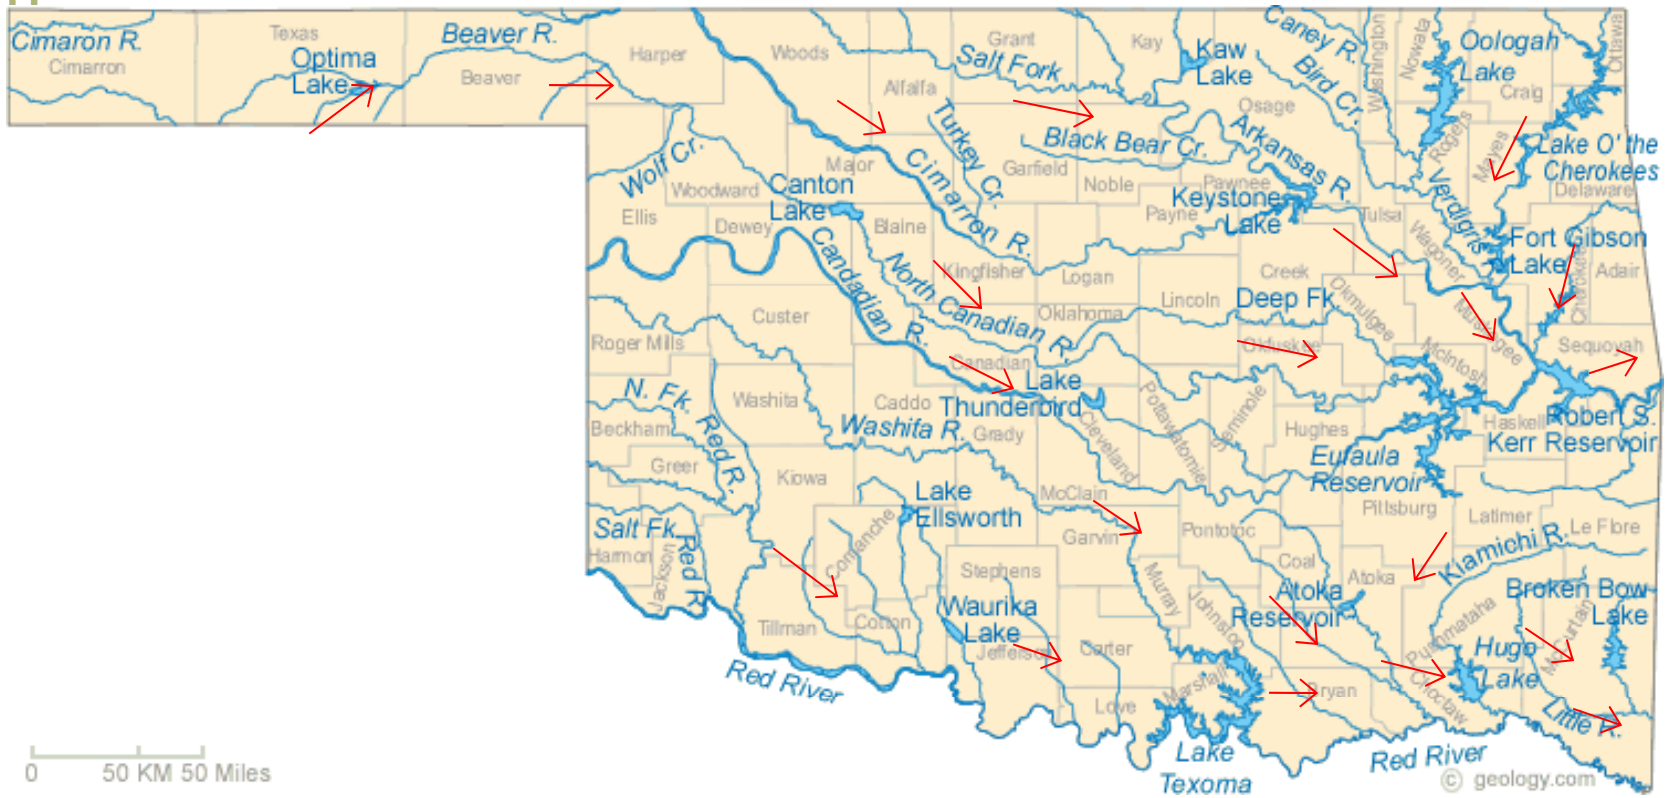 Cimaron R.
Cimarron
Texas
Optima
Lake
Beaver R.
Beaver
Harper
Woods
Alfalfa
Grant
Salt Fork
Kay
Kaw
Lake
Caney R.
Bird Cr.
Osage
Washington
Nowata
Oologah
Lake
Craig
Ottawa
Rogers
Mayes
Lake O' the
Cherokees
Delaware
Wolf Cr.
Woodward
Ellis
Dewey
Major
Canton
Lake
Blaine
Turkey Cr.
Cimarren R.
Garfield
Black Bear Cr.
Noble
Pawnee
Payne
Arkansas R.
Keystone
Lake
Tulsa
Verdigris
Wagoner
Fort Gibson
Lake
Cherokee
Adair
Candadian R.
North Canadian R.
Kingfisher
Logan
Oklahoma
Lincoln
Creek
Deep Fk.
Okmulgee
Okfuskee
Muskogee
McIntosh
Sequoyah
Roger Mills
Custer
Canadian
Lake
Thunderbird
N. Fk. Red R.
Beckham
Washita
Caddo
Washita R.
Grady
Cleveland
Pottawatomie
Seminole
Hughes
Haskell
Robert S.
Kerr Reservoir
Eufaula
Reservoir
Greer
Kiowa
Lake
Ellsworth
McClain
Garvin
Pontotoc
Pittsburg
Latimer
Le Flore
Salt Fk. Red R.
Harmon
Jackson
Comanche
Stephens
Murray
Johnston
Coal
Atoka
Atoka
Reservoir
Kiamichi R.
Pushmataha
Broken Bow
Lake
McCurtain
Tillman
Cotton
Waurika
Lake
Jefferson
Carter
Love
Marshall
Bryan
Choctaw
Hugo
Lake
Little R.
Red River
Lake
Texoma
Red River
0 50 KM 50 Miles
© geology.com